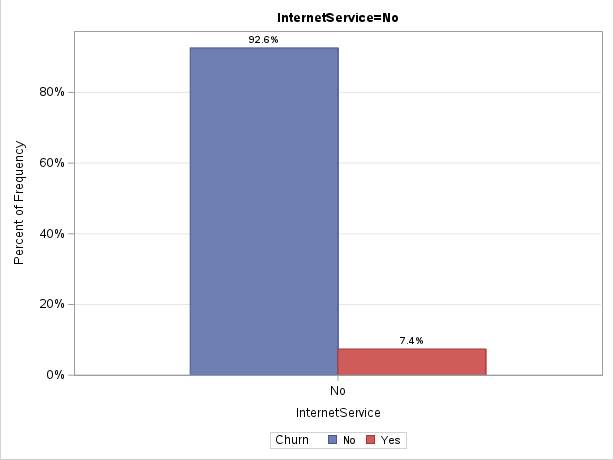 InternetService=No
92.6%
80%
60%
40%
20%
0%
7.4%
Percent of Frequency
No
InternetService
Churn No Yes